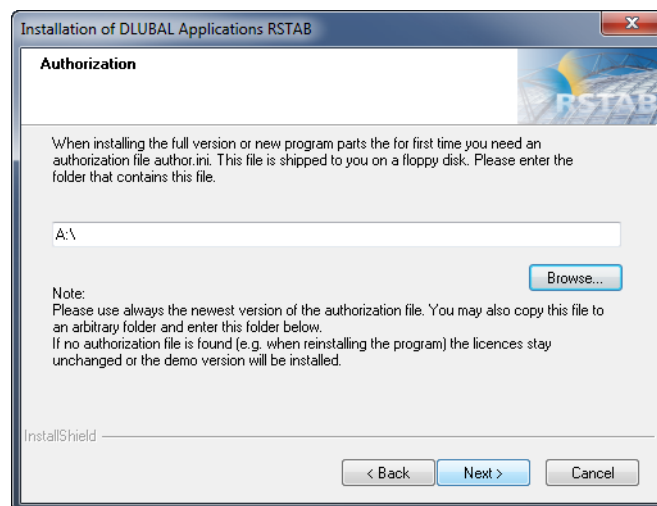 Installation of DLUBAL Applications RSTAB
X
Authorization
RSTAB
When installing the full version or new program parts the for first time you need an
authorization file author.ini. This file is shipped to you on a floppy disk. Please enter the
folder that contains this file.
A:\
Browse...
Note:
Please use always the newest version of the authorization file. You may also copy this file to
an arbitrary folder and enter this folder below.
If no authorization file is found (e.g. when reinstalling the program) the licences stay
unchanged or the demo version will be installed.
InstallShield
< Back Next > Cancel